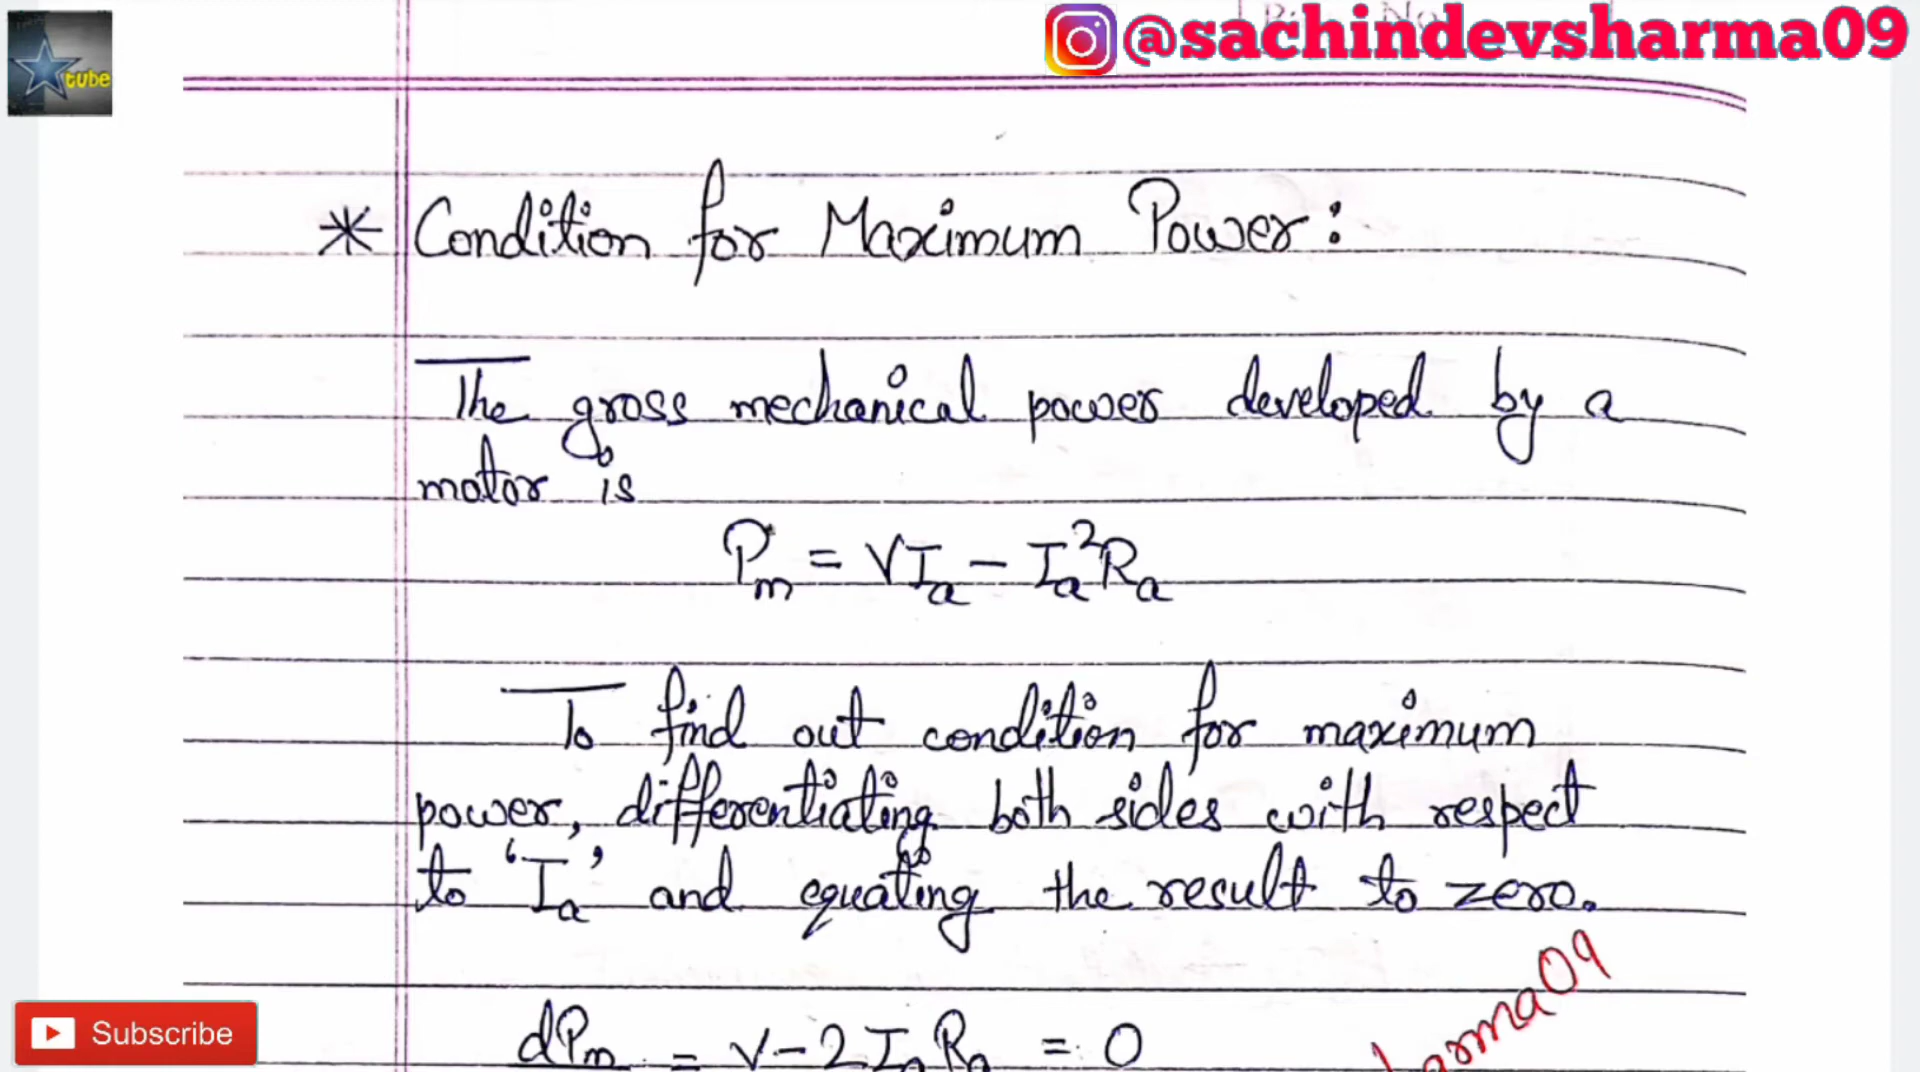 @sachindevsharma09
tube
* Condition for Maximum Power:
The gross mechanical power developed by a
motor is
Pm = VIa - Ia²Ra
To find out condition for maximum
power, differentiating both sides with respect
to 'Ia' and equating the result to zero.
dPm = V-2IaRa = 0
Subscribe
arma09